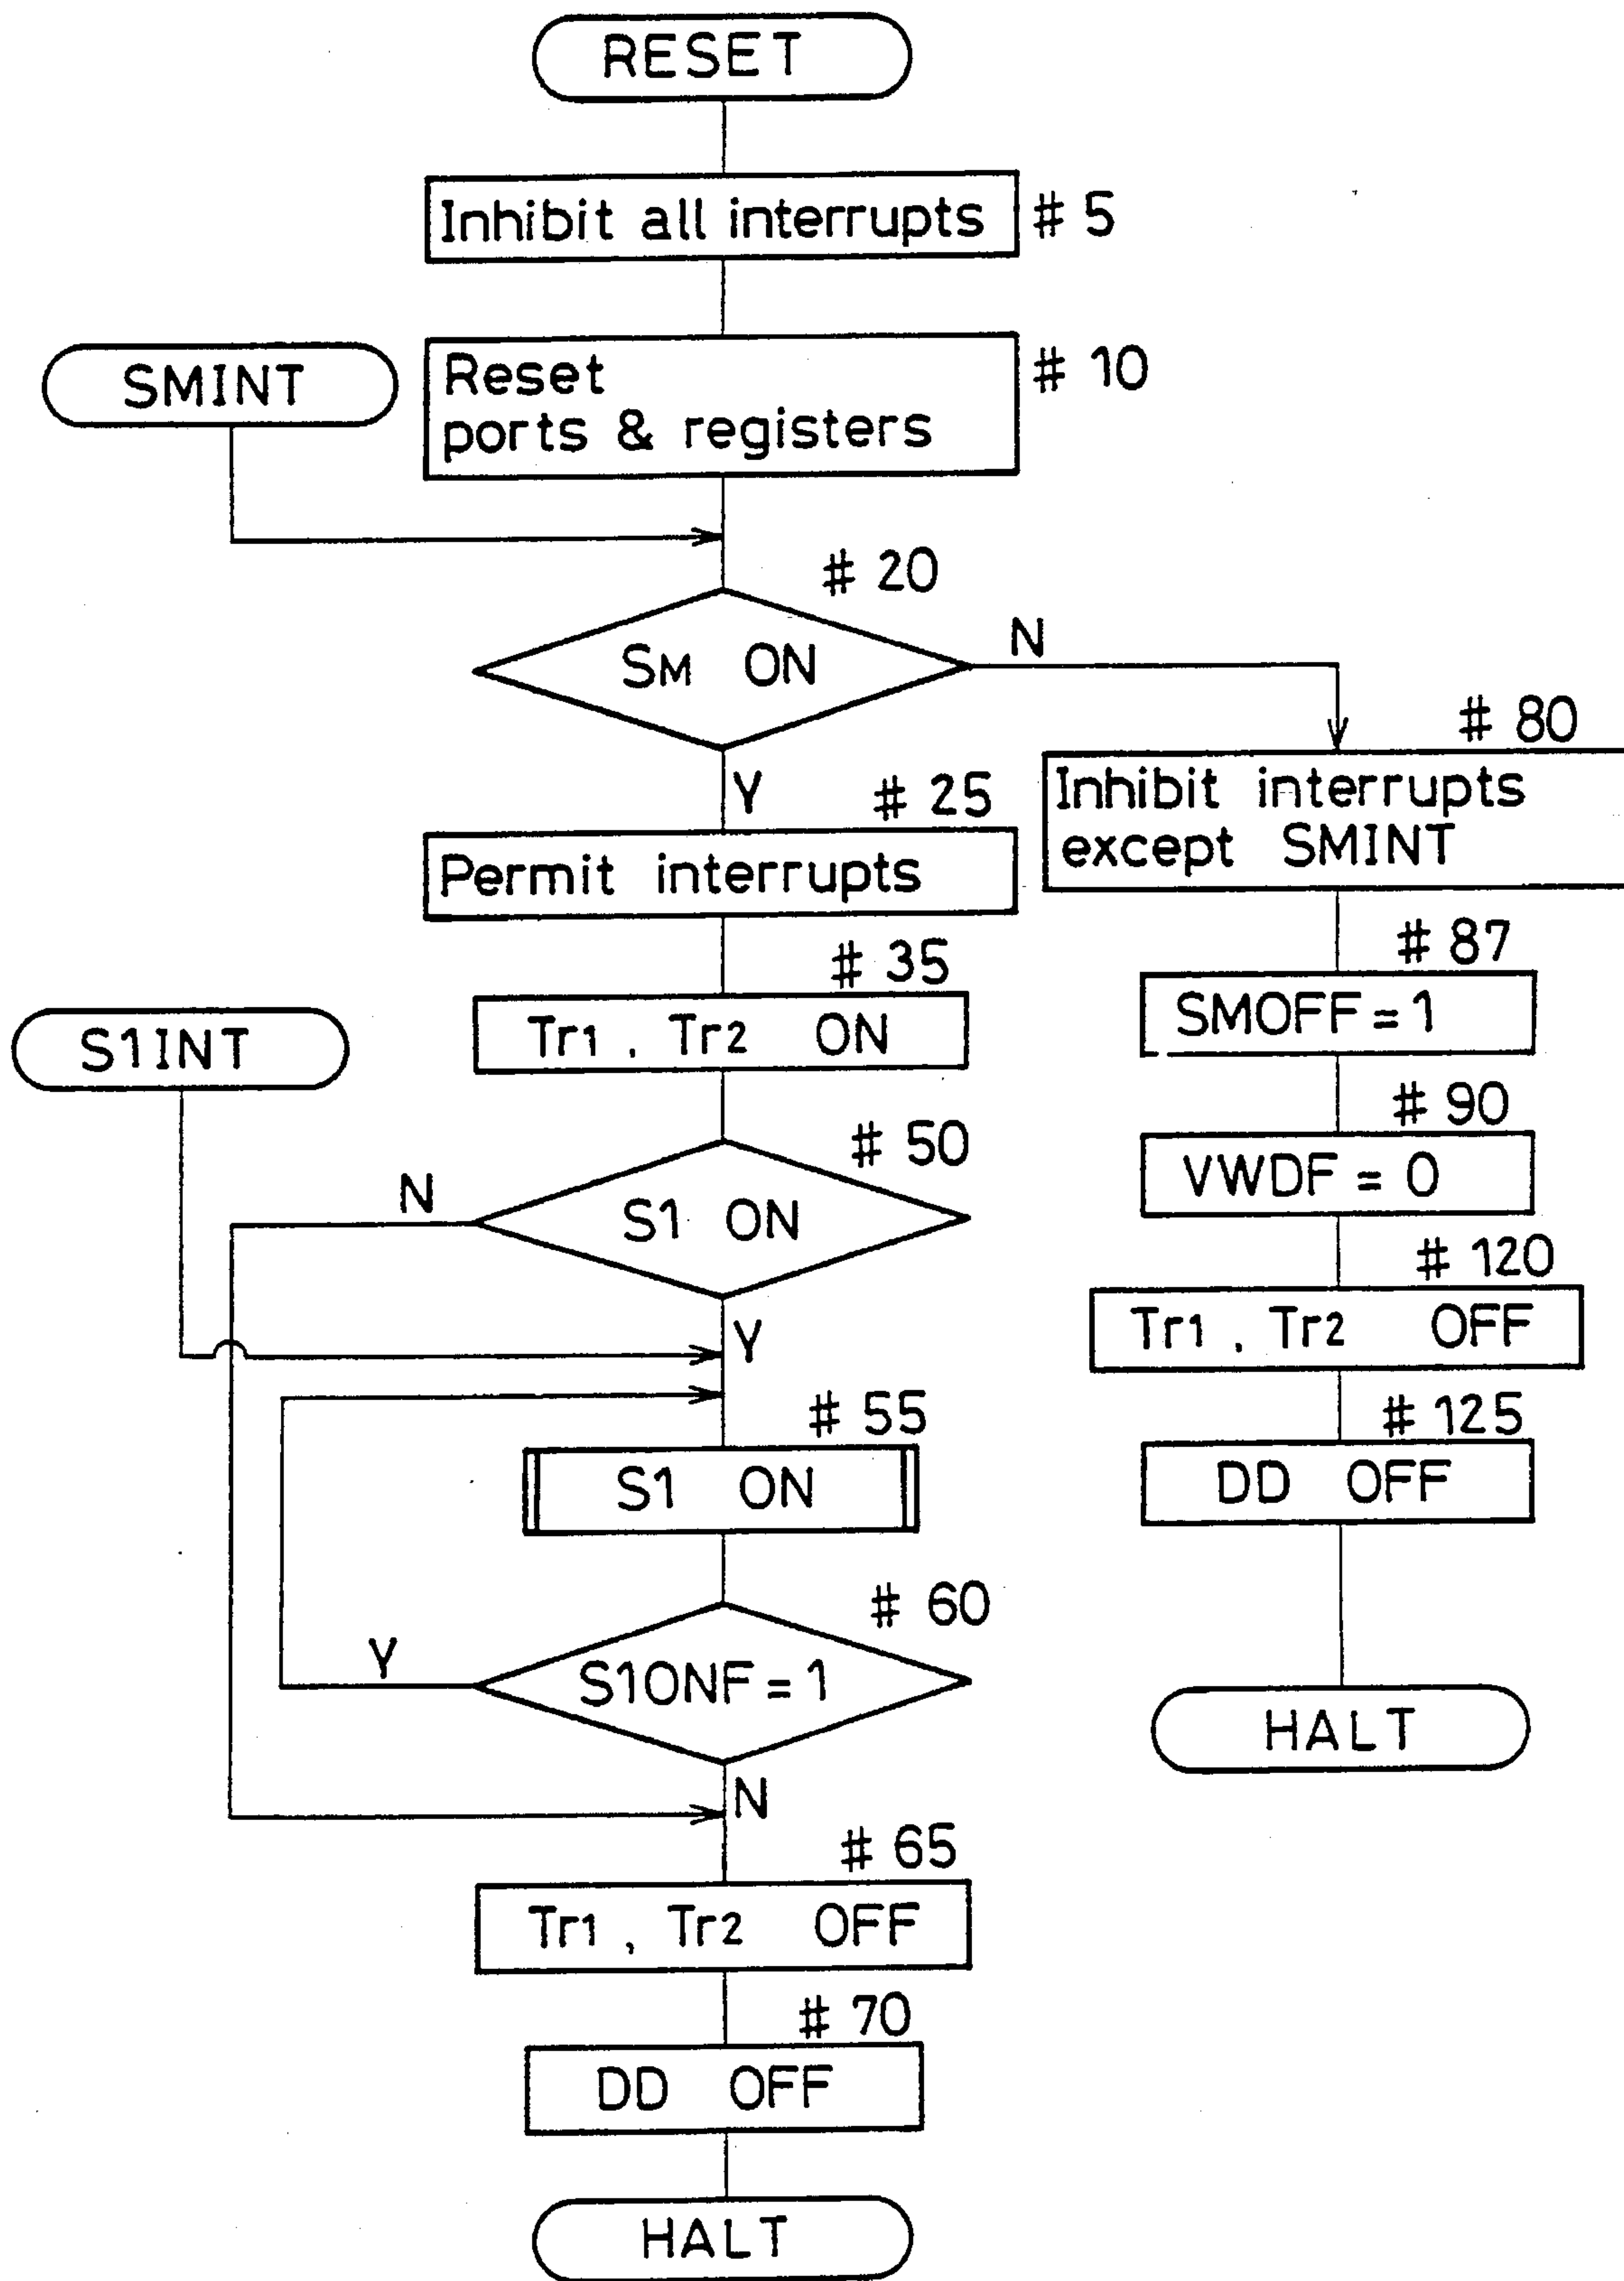 RESET
Inhibit all interrupts # 5
SMINT
Reset # 10
ports & registers
# 20
SM ON
N
Y
# 80
Inhibit interrupts
except SMINT
# 25
Permit interrupts
# 87
SMOFF = 1
# 35
Tr1 , Tr2 ON
S1INT
# 90
VWDF = 0
# 50
N
S1 ON
Y
# 120
Tr1 , Tr2 OFF
# 55
S1 ON
# 125
DD OFF
# 60
Y
S1ONF = 1
N
HALT
# 65
Tr1 , Tr2 OFF
# 70
DD OFF
HALT